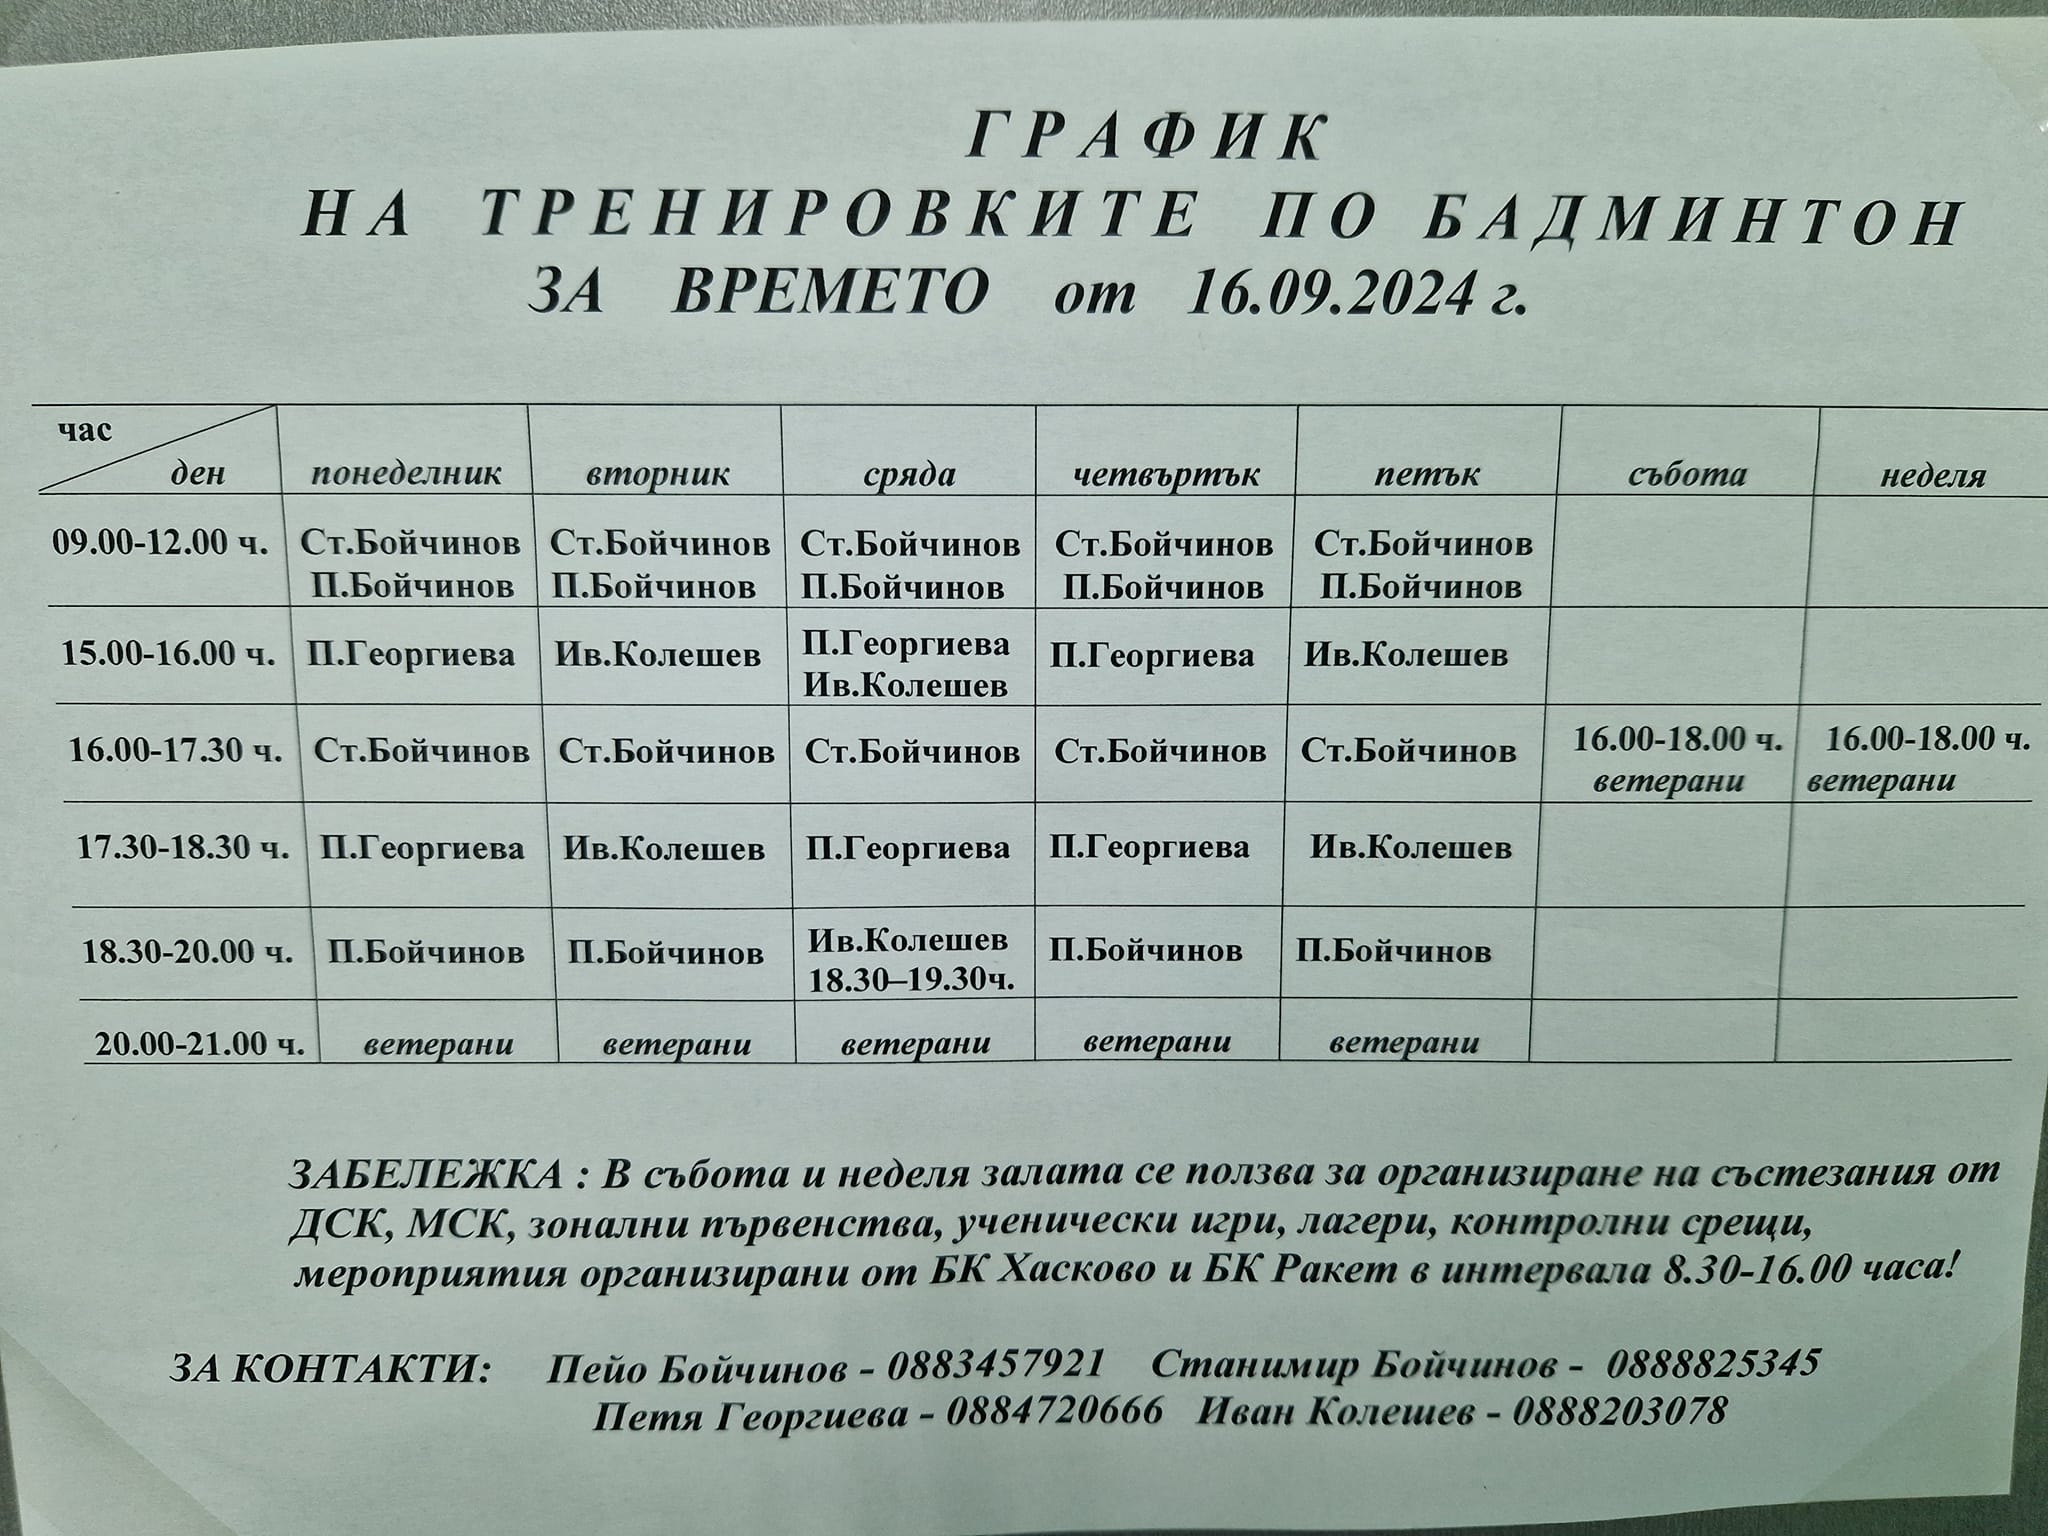 ГРАФИК
НА ТРЕНИРОВКИТЕ ПО БАДМИНТОН
ЗА ВРЕМЕТО от 16.09.2024 г.
час
ден понеделник вторник сряда четвъртък петък събота неделя
09.00-12.00 ч. Ст.Бойчинов Ст.Бойчинов Ст.Бойчинов Ст.Бойчинов Ст.Бойчинов
П.Бойчинов П.Бойчинов П.Бойчинов П.Бойчинов П.Бойчинов
15.00-16.00 ч. П.Георгиева Ив.Колешев П.Георгиева П.Георгиева Ив.Колешев
Ив.Колешев
16.00-17.30 ч. Ст.Бойчинов Ст.Бойчинов Ст.Бойчинов Ст.Бойчинов Ст.Бойчинов 16.00-18.00 ч. 16.00-18.00 ч.
ветерани ветерани
17.30-18.30 ч. П.Георгиева Ив.Колешев П.Георгиева П.Георгиева Ив.Колешев
18.30-20.00 ч. П.Бойчинов П.Бойчинов Ив.Колешев П.Бойчинов П.Бойчинов
18.30–19.30ч.
20.00-21.00 ч. ветерани ветерани ветерани ветерани ветерани
ЗАБЕЛЕЖКА : В събота и неделя залата се ползва за организиране на състезания от
ДСК, МСК, зонални първенства, ученически игри, лагери, контролни срещи,
мероприятия организирани от БК Хасково и БК Ракет в интервала 8.30-16.00 часа!
ЗА КОНТАКТИ: Пейо Бойчинов - 0883457921 Станимир Бойчинов - 0888825345
Петя Георгиева - 0884720666 Иван Колешев - 0888203078